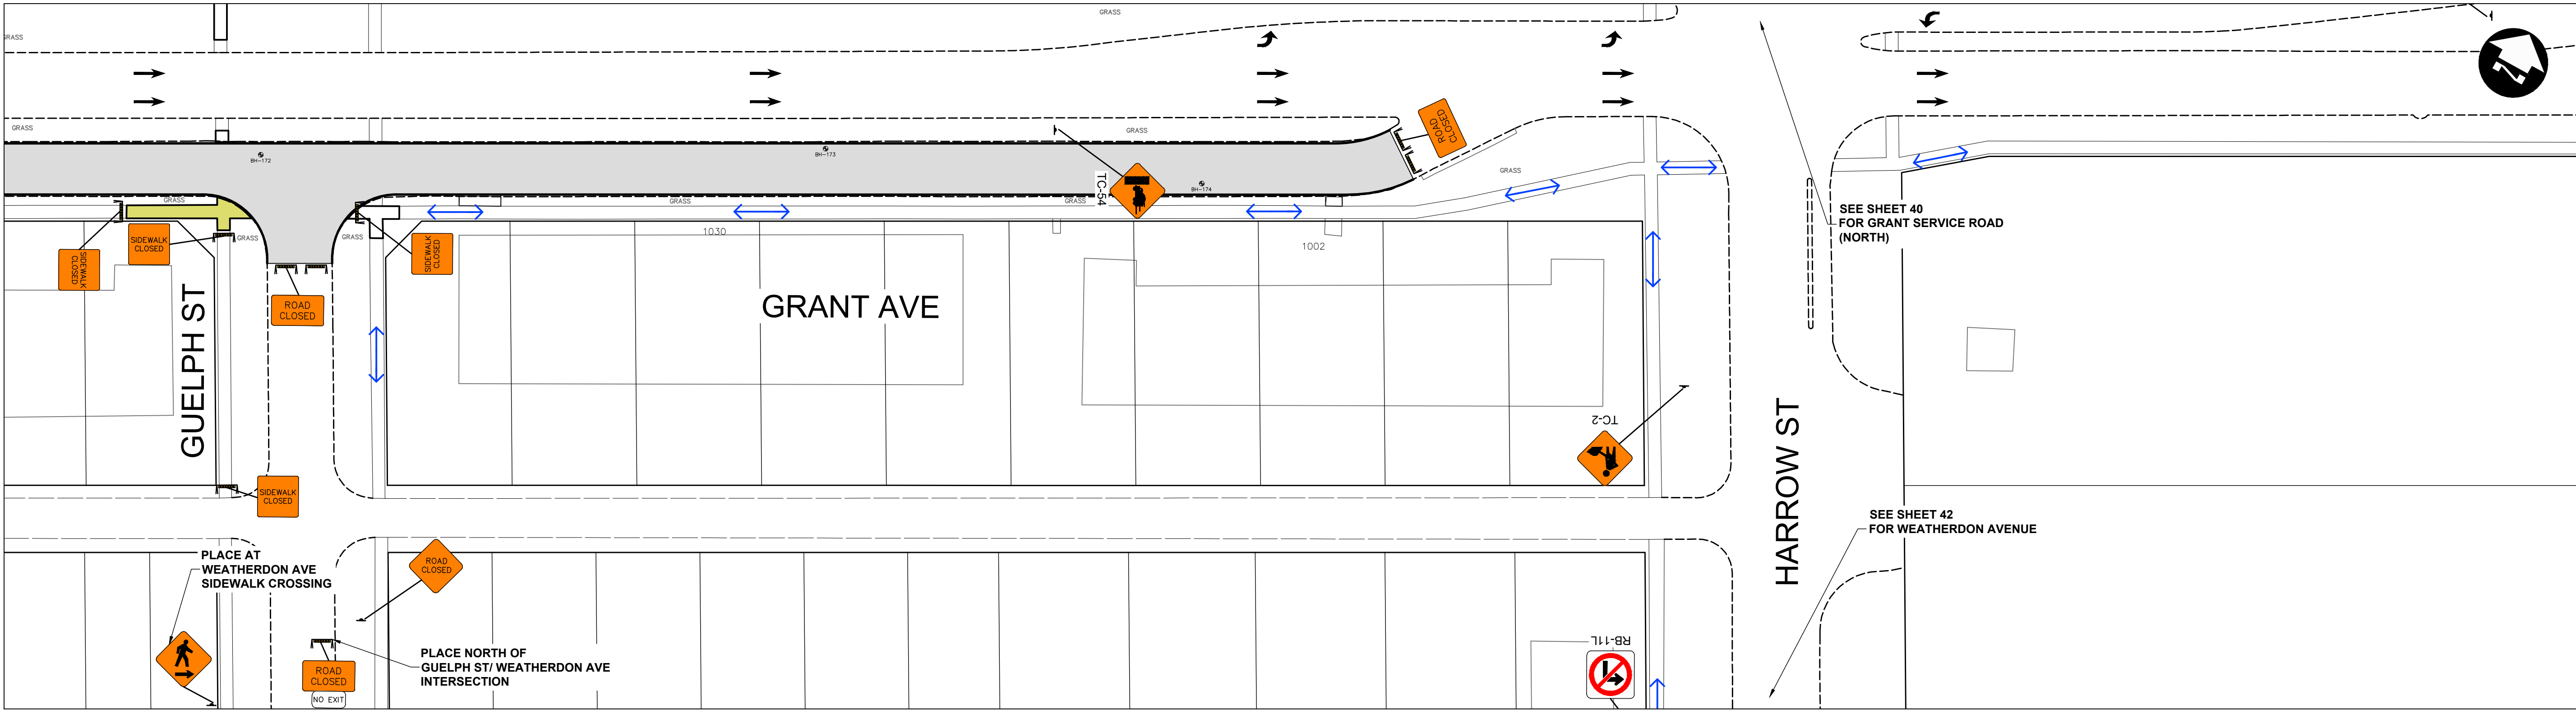 GRASS
GRASS
GRASS
GRASS
BH-172
BH-173
BH-174
ROAD
CLOSED
TC-54
GRASS
GRASS
GRASS
GRASS
GRASS
GRASS
GRASS
SIDEWALK
CLOSED
SIDEWALK
CLOSED
SIDEWALK
CLOSED
ROAD
CLOSED
1030
1002
GUELPH ST
GRANT AVE
HARROW ST
SEE SHEET 40
FOR GRANT SERVICE ROAD
(NORTH)
TC-2
SIDEWALK
CLOSED
SEE SHEET 42
FOR WEATHERDON AVENUE
PLACE AT
WEATHERDON AVE
SIDEWALK CROSSING
ROAD
CLOSED
PLACE NORTH OF
GUELPH ST/ WEATHERDON AVE
INTERSECTION
ROAD
CLOSED
NO EXIT
RB-11L